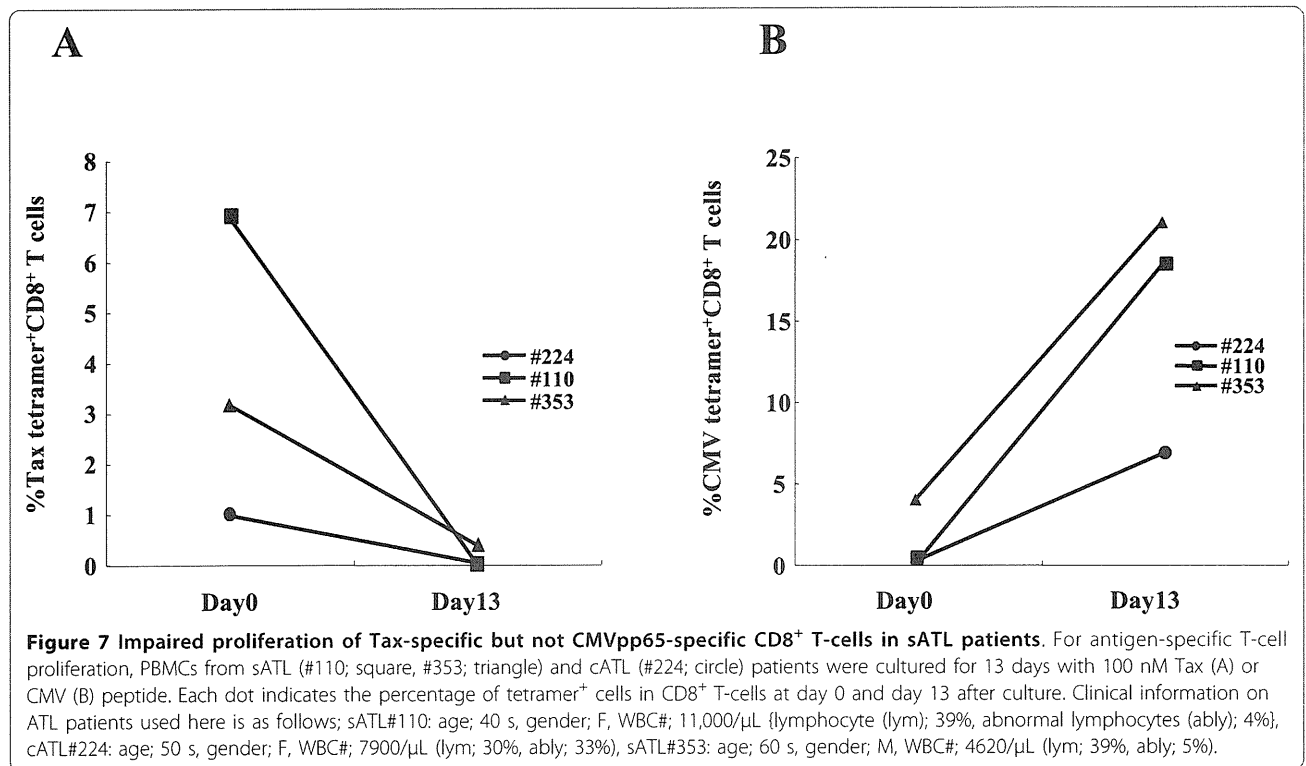 A
%Tax tetramer⁺CD8⁺ T cells
8
7
6
5
4
3
2
1
0
Day0
Day13
#224
#110
#353
B
%CMV tetramer⁺CD8⁺ T cells
25
20
15
10
5
0
Day0
Day13
#224
#110
#353
Figure 7 Impaired proliferation of Tax-specific but not CMVpp65-specific CD8⁺ T-cells in sATL patients. For antigen-specific T-cell
proliferation, PBMCs from sATL (#110; square, #353; triangle) and cATL (#224; circle) patients were cultured for 13 days with 100 nM Tax (A) or
CMV (B) peptide. Each dot indicates the percentage of tetramer⁺ cells in CD8⁺ T-cells at day 0 and day 13 after culture. Clinical information on
ATL patients used here is as follows; sATL#110: age; 40 s, gender; F, WBC#; 11,000/μL {lymphocyte (lym); 39%, abnormal lymphocytes (ably); 4%},
cATL#224: age; 50 s, gender; F, WBC#; 7900/μL (lym; 30%, ably; 33%), sATL#353: age; 60 s, gender; M, WBC#; 4620/μL (lym; 39%, ably; 5%).